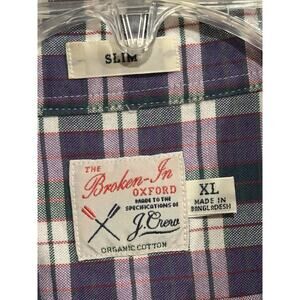 SLIM
THE
Broken-In
OXFORD
MADE TO THE
SPECIFICATIONS OF
J.Crew
ORGANIC COTTON
XL
MADE IN
BANGLADESH